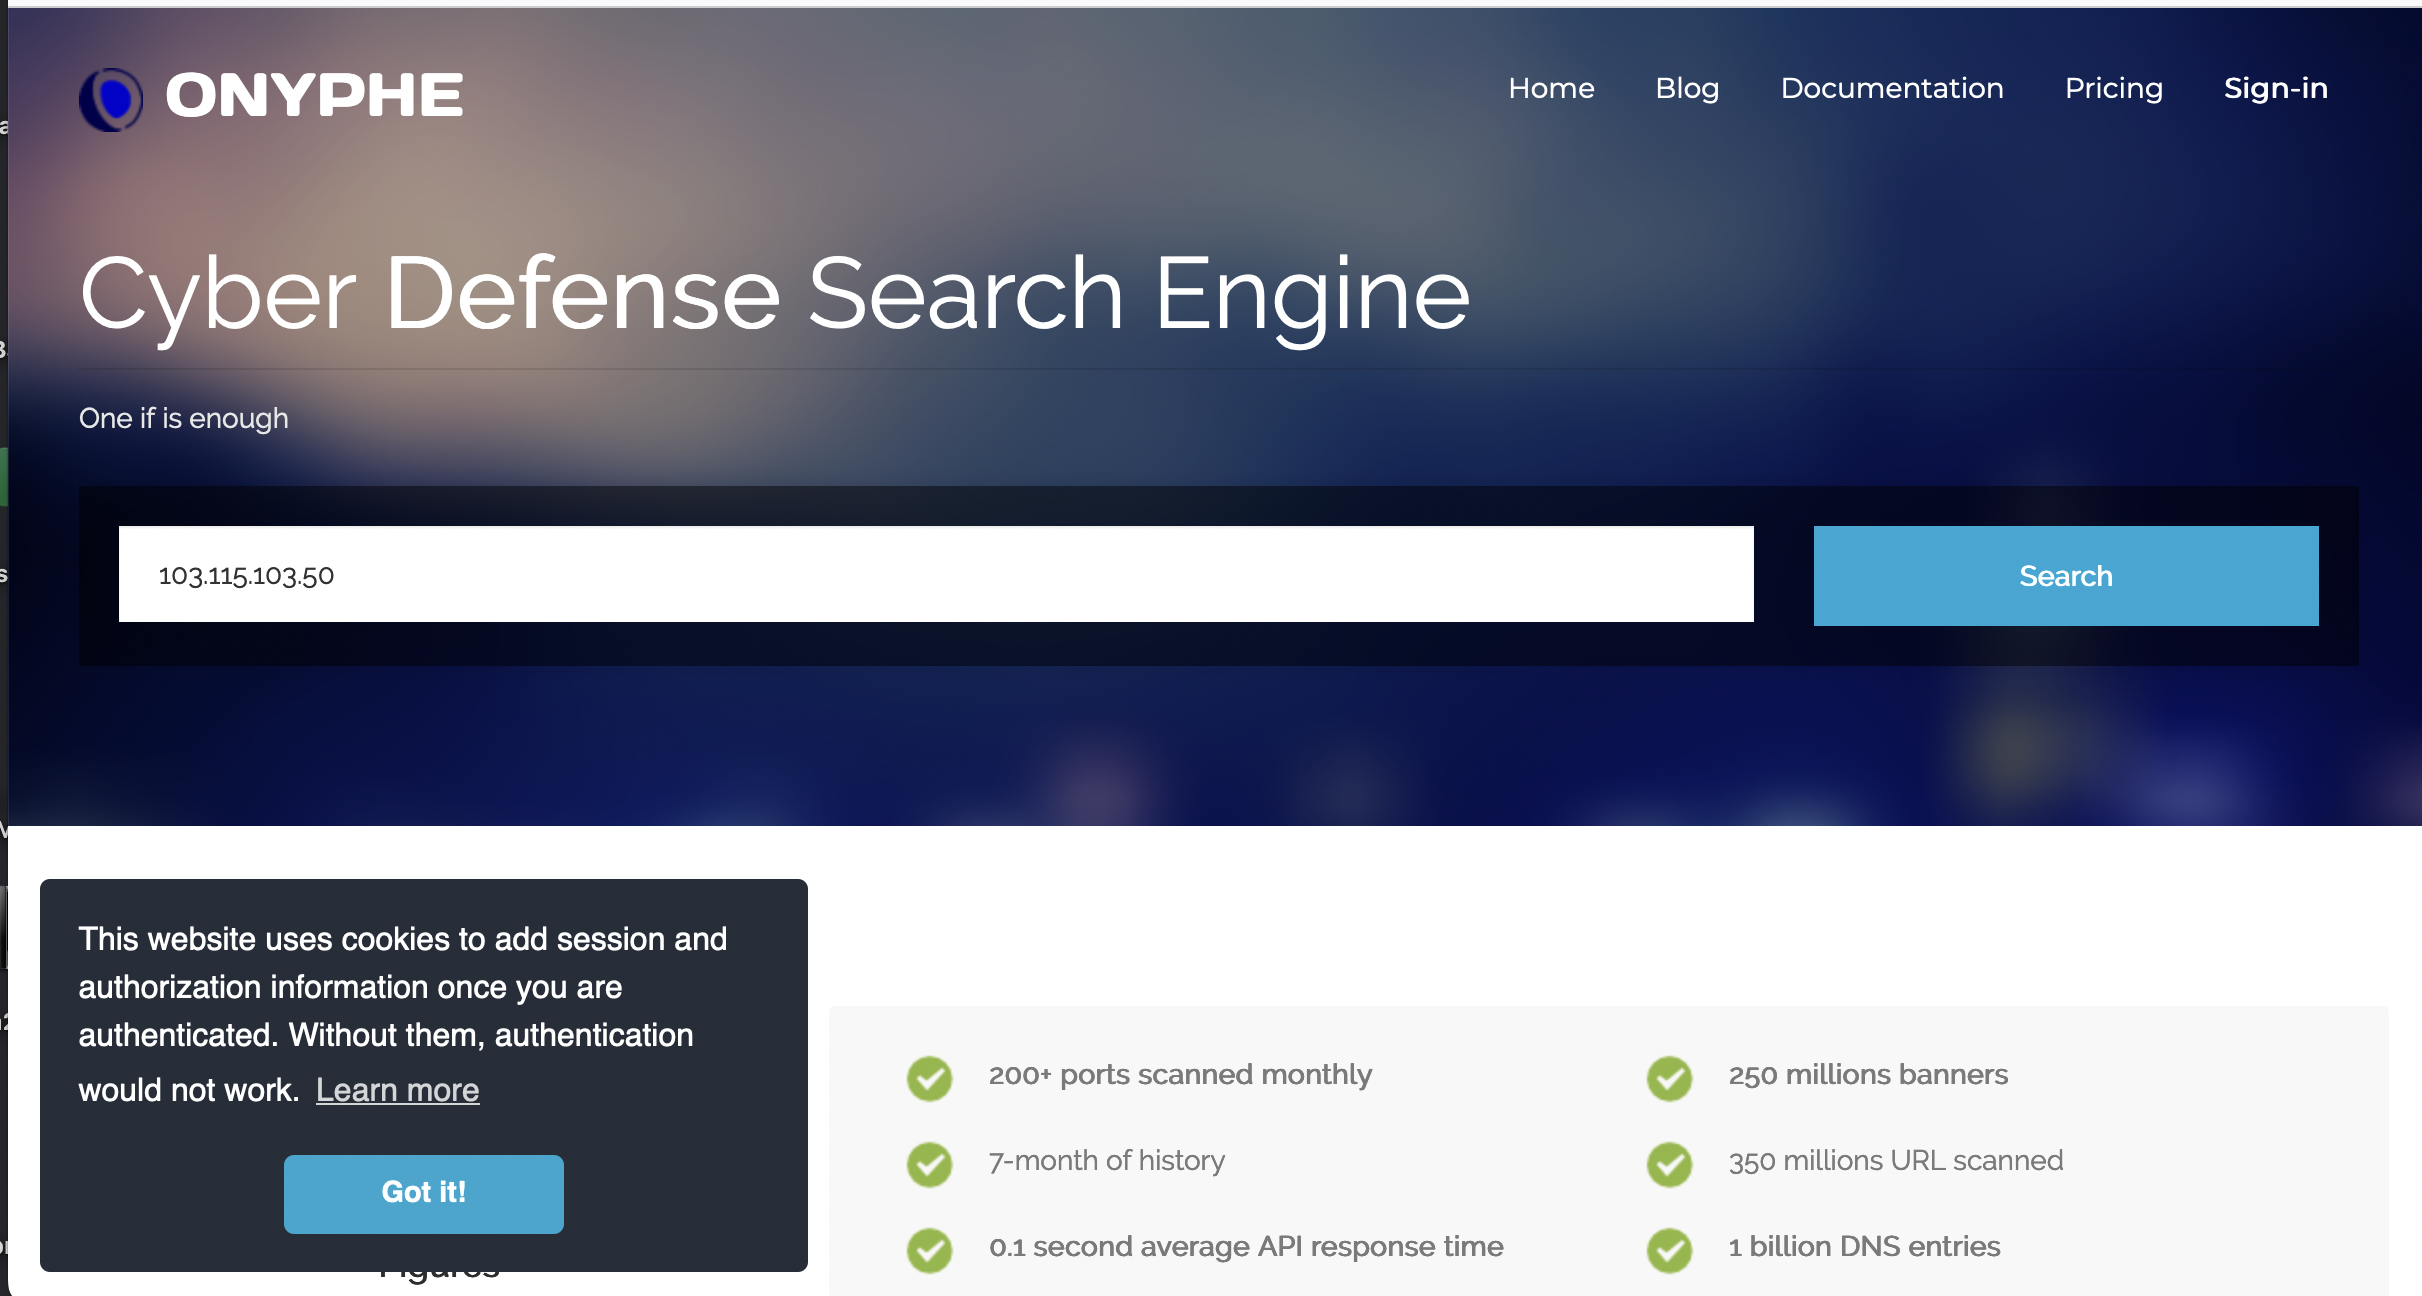 ONYPHE
Home Blog Documentation Pricing Sign-in
Cyber Defense Search Engine
One if is enough
103.115.103.50
Search
This website uses cookies to add session and
authorization information once you are
authenticated. Without them, authentication
would not work. Learn more
Got it!
Figures
200+ ports scanned monthly
250 millions banners
7-month of history
350 millions URL scanned
0.1 second average API response time
1 billion DNS entries